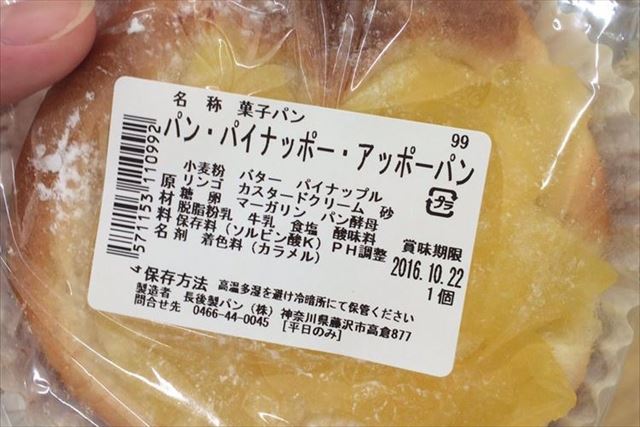 名 称 菓子パン
99
パン・パイナッポー・アッポーパン
原材料名
小麦粉 バター パイナップル
リンゴ カスタードクリーム 砂
糖 卵 マーガリン パン酵母
脱脂粉乳 牛乳 食塩 酸味料
保存料(ソルビン酸K) PH調整
剤 着色料(カラメル)
プラ
賞味期限
2016.10.22
1個
保存方法 高温多湿を避け冷暗所にて保管ください
製造者 長後製パン(株) 神奈川県藤沢市高倉877
問合せ先 0466-44-0045 [平日のみ]
4571153110992